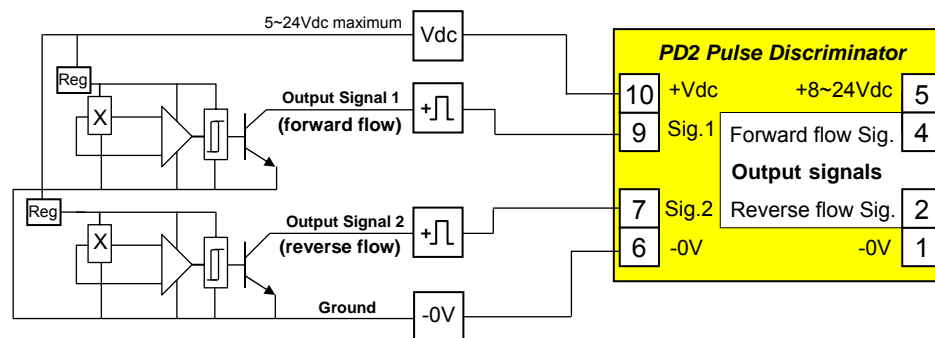 5~24Vdc maximum
Vdc
Reg
X
Output Signal 1
(forward flow)
+
Reg
X
Output Signal 2
(reverse flow)
+
Ground
-0V
PD2 Pulse Discriminator
10 +Vdc
+8~24Vdc 5
9 Sig.1
Forward flow Sig. 4
Output signals
7 Sig.2
Reverse flow Sig. 2
6 -0V
-0V 1